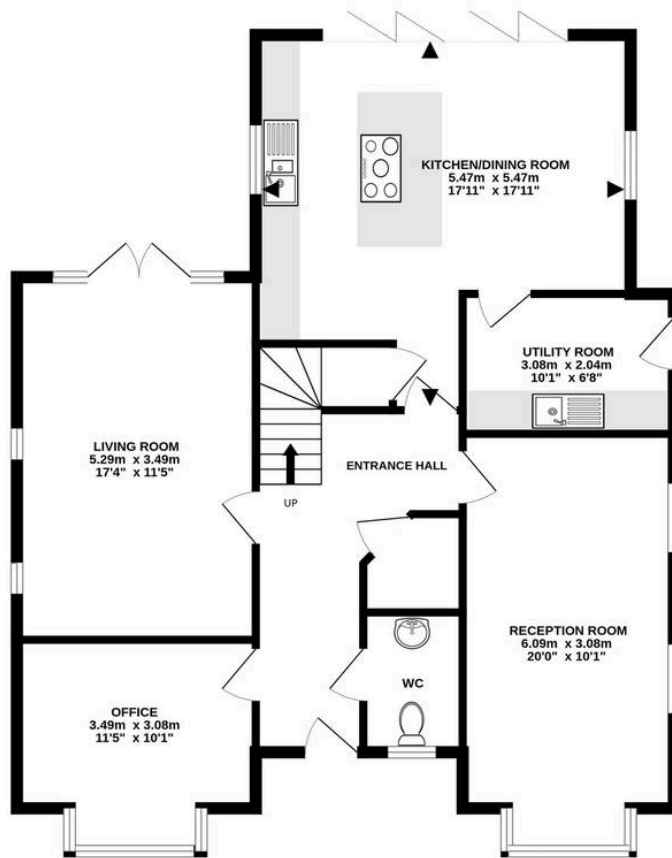 KITCHEN/DINING ROOM
5.47m x 5.47m
17'11" x 17'11"
UTILITY ROOM
3.08m x 2.04m
10'1" x 6'8"
LIVING ROOM
5.29m x 3.49m
17'4" x 11'5"
ENTRANCE HALL
UP
RECEPTION ROOM
6.09m x 3.08m
20'0" x 10'1"
WC
OFFICE
3.49m x 3.08m
11'5" x 10'1"